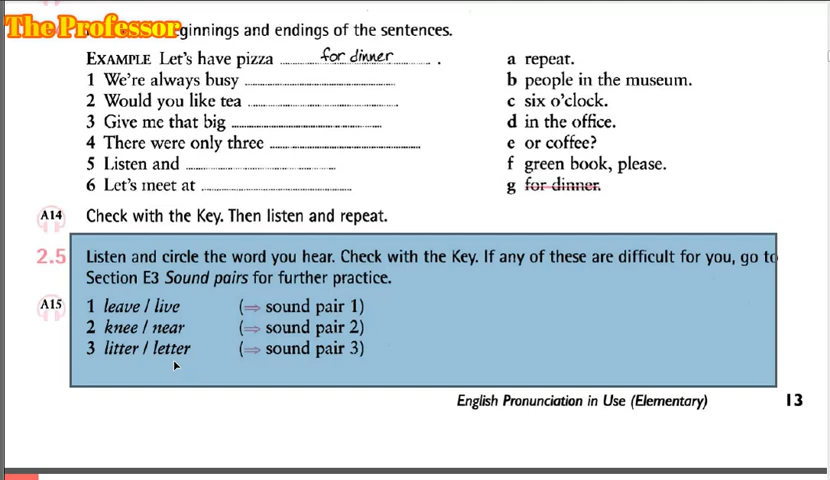 The Professor ginnings and endings of the sentences.
EXAMPLE Let's have pizza for dinner . a repeat.
1 We're always busy b people in the museum.
2 Would you like tea c six o'clock.
3 Give me that big d in the office.
4 There were only three e or coffee?
5 Listen and f green book, please.
6 Let's meet at g for dinner.
A14 Check with the Key. Then listen and repeat.
2.5 Listen and circle the word you hear. Check with the Key. If any of these are difficult for you, go to
Section E3 Sound pairs for further practice.
A15 1 leave / live (⇒ sound pair 1)
2 knee / near (⇒ sound pair 2)
3 litter / letter (⇒ sound pair 3)
English Pronunciation in Use (Elementary) 13